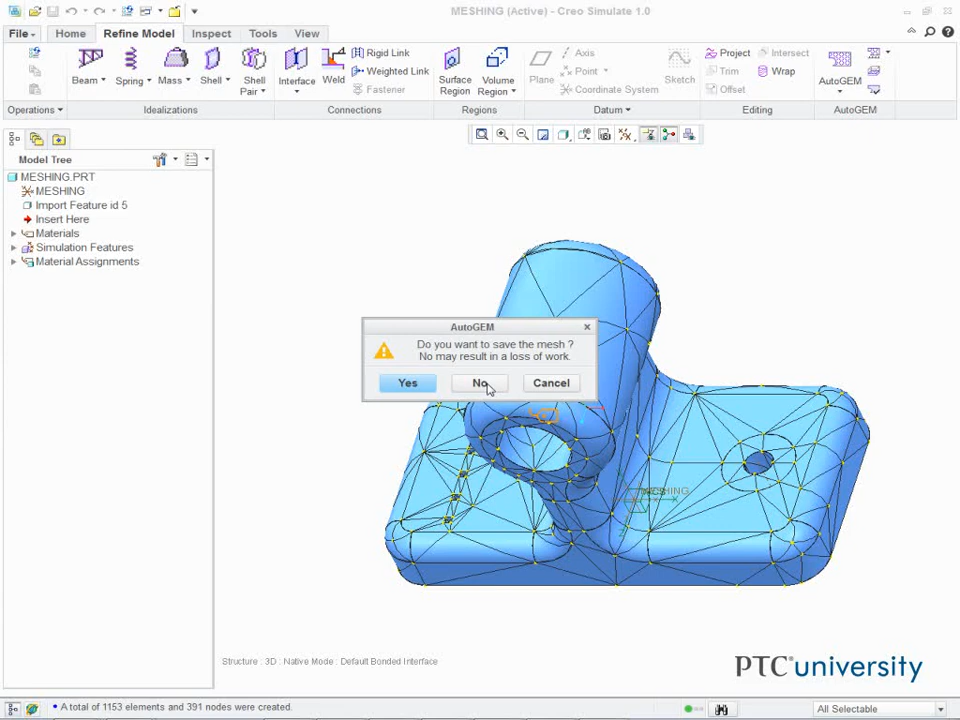 MESHING (Active) - Creo Simulate 1.0
File
Home
Refine Model
Inspect
Tools
View
Beam
Spring
Mass
Shell
Shell
Pair
Interface
Weld
Rigid Link
Weighted Link
Fastener
Surface
Region
Volume
Region
Plane
Axis
Point
Coordinate System
Sketch
Project
Intersect
Trim
Wrap
Offset
AutoGEM
Operations
Idealizations
Connections
Regions
Datum
Editing
AutoGEM
Model Tree
MESHING.PRT
MESHING
Import Feature id 5
Insert Here
Materials
Simulation Features
Material Assignments
AutoGEM
Do you want to save the mesh ?
No may result in a loss of work.
Yes
No
Cancel
MESHING
Structure : 3D : Native Mode : Default Bonded Interface
PTC university
A total of 1153 elements and 391 nodes were created.
All Selectable